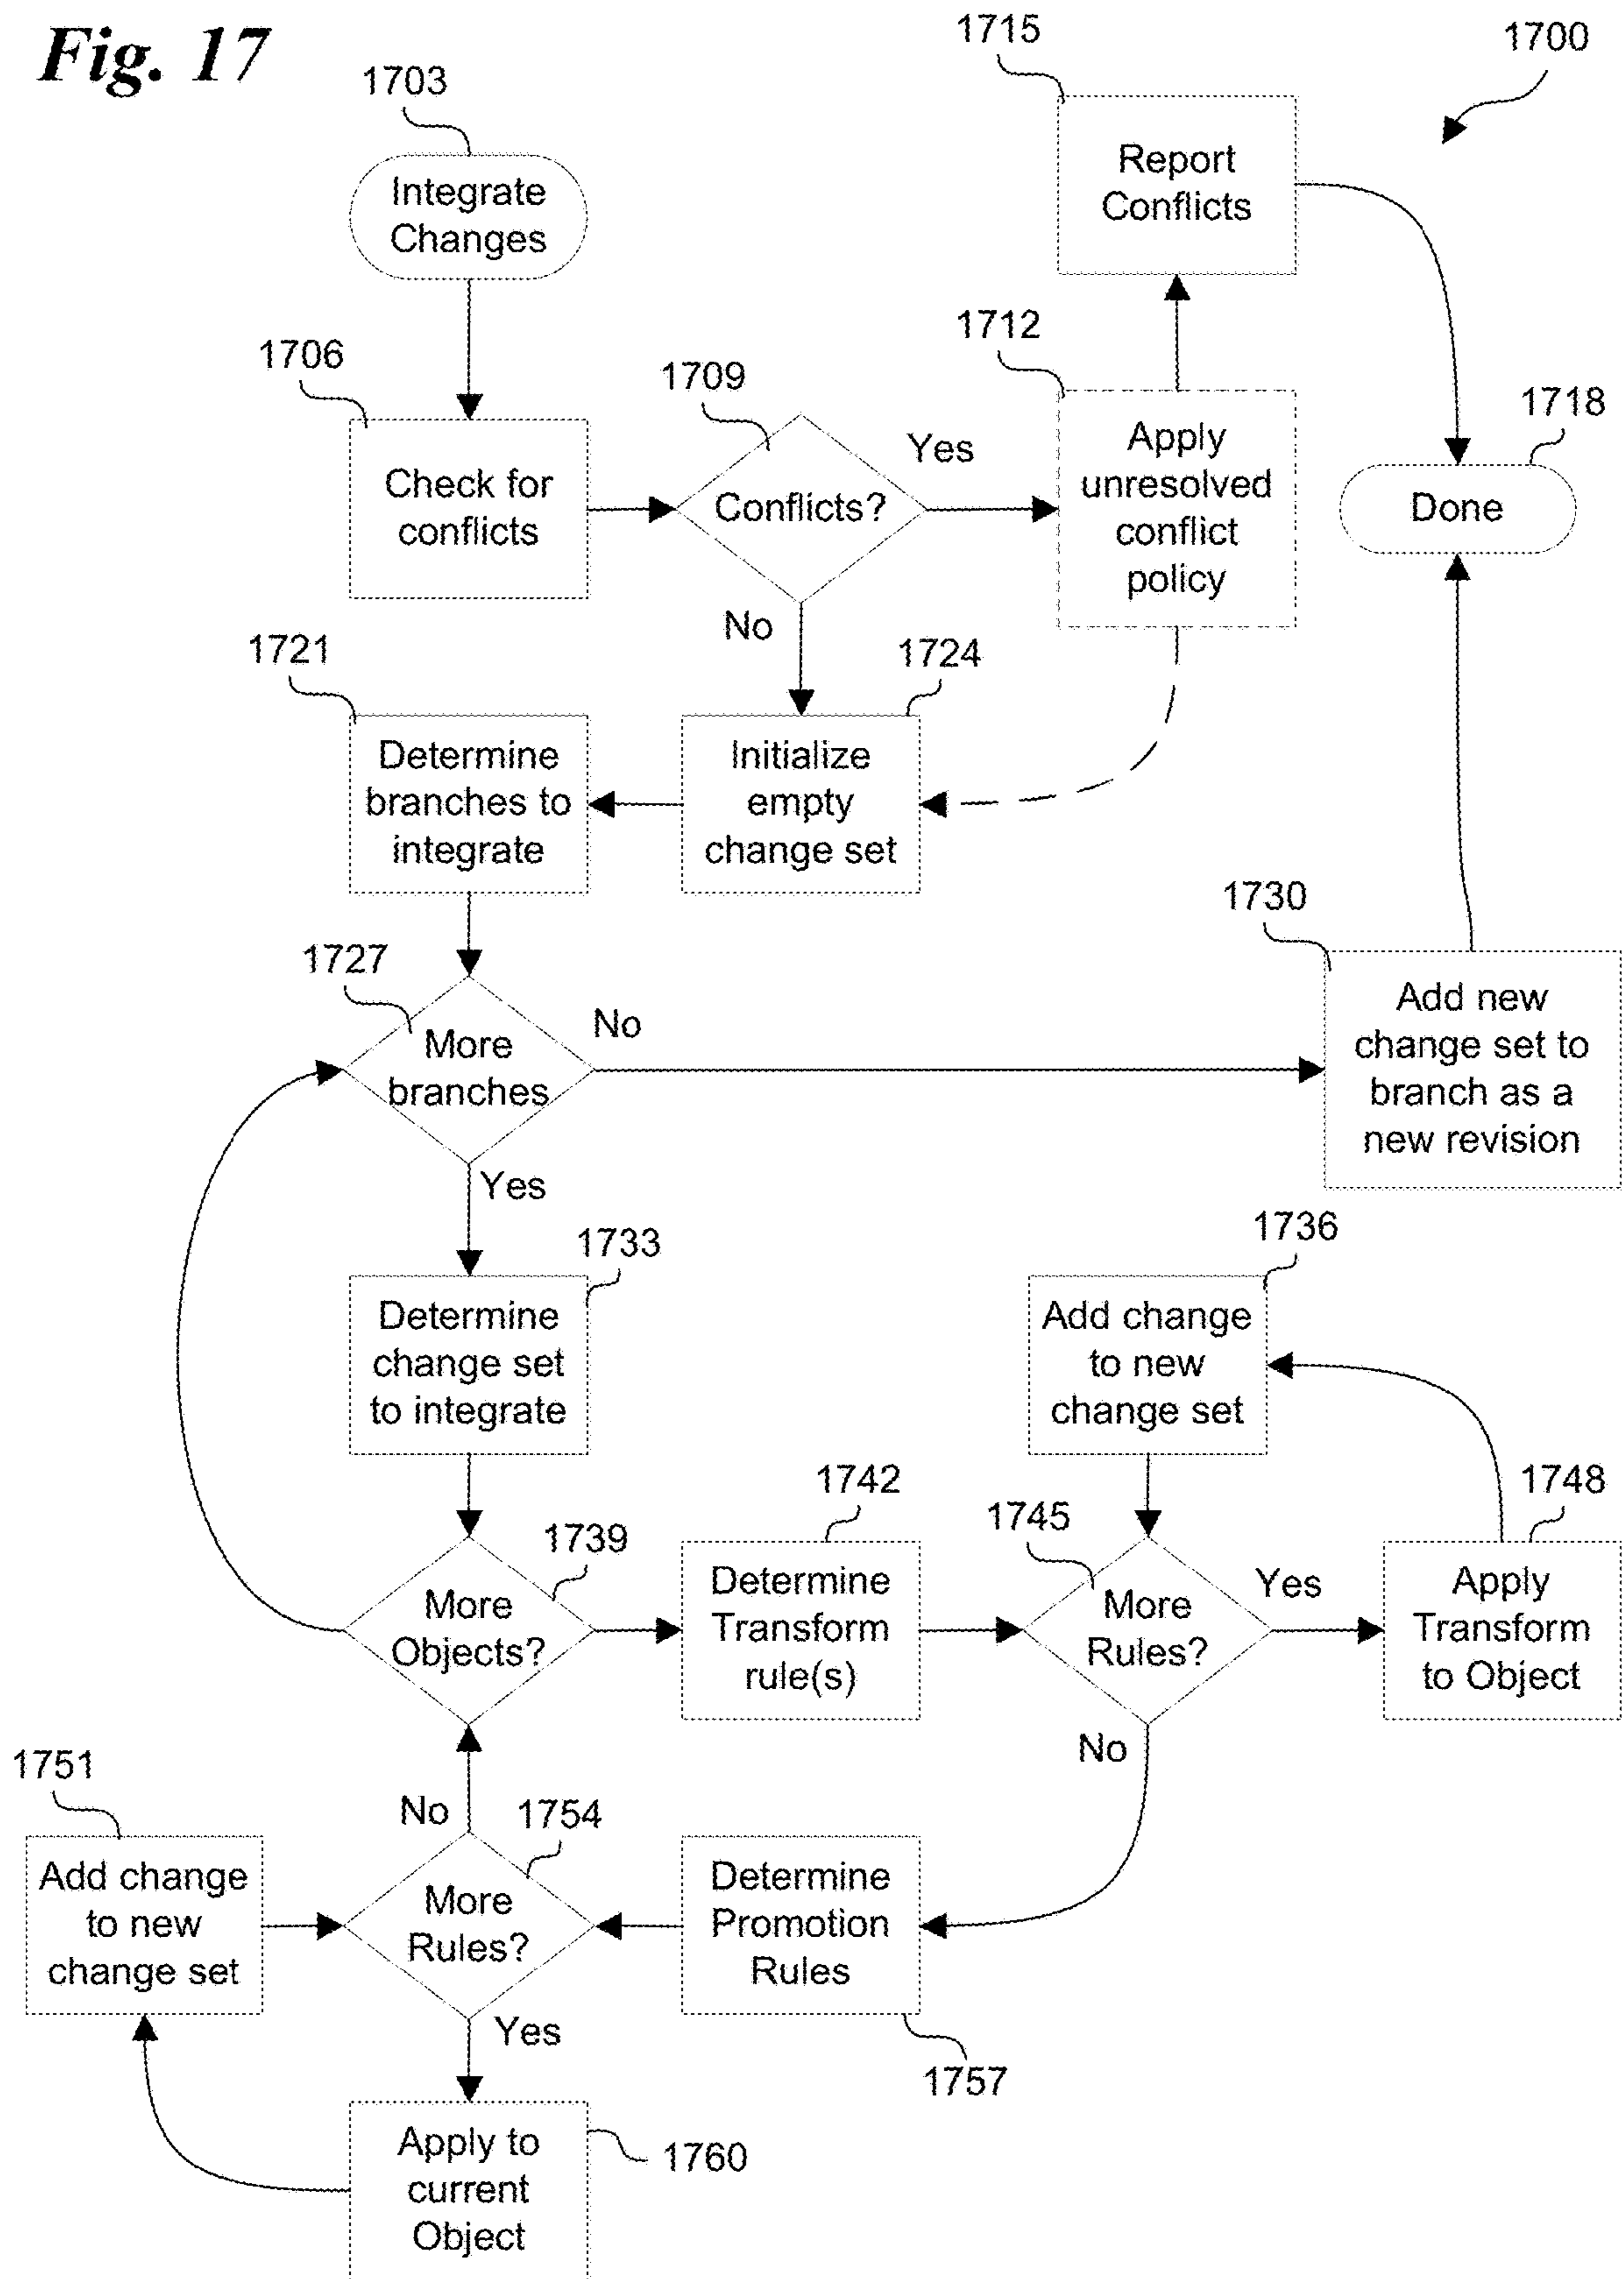 Fig. 17
1700
1703
Integrate
Changes
1715
Report
Conflicts
1706
Check for
conflicts
1709
Conflicts?
Yes
No
1712
Apply
unresolved
conflict
policy
1718
Done
1721
Determine
branches to
integrate
1724
Initialize
empty
change set
1727
More
branches
No
Yes
1730
Add new
change set to
branch as a
new revision
1733
Determine
change set
to integrate
1736
Add change
to new
change set
1739
More
Objects?
1742
Determine
Transform
rule(s)
1745
More
Rules?
Yes
No
1748
Apply
Transform
to Object
1751
Add change
to new
change set
No
1754
More
Rules?
Yes
Determine
Promotion
Rules
1757
Apply to
current
Object
1760